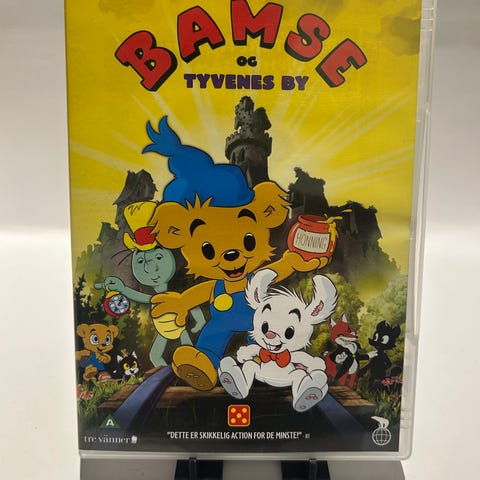 BAMSE
OG
TYVENES BY
HONNING
A
tre vänner
"DETTE ER SKIKKELIG ACTION FOR DE MINSTE!"